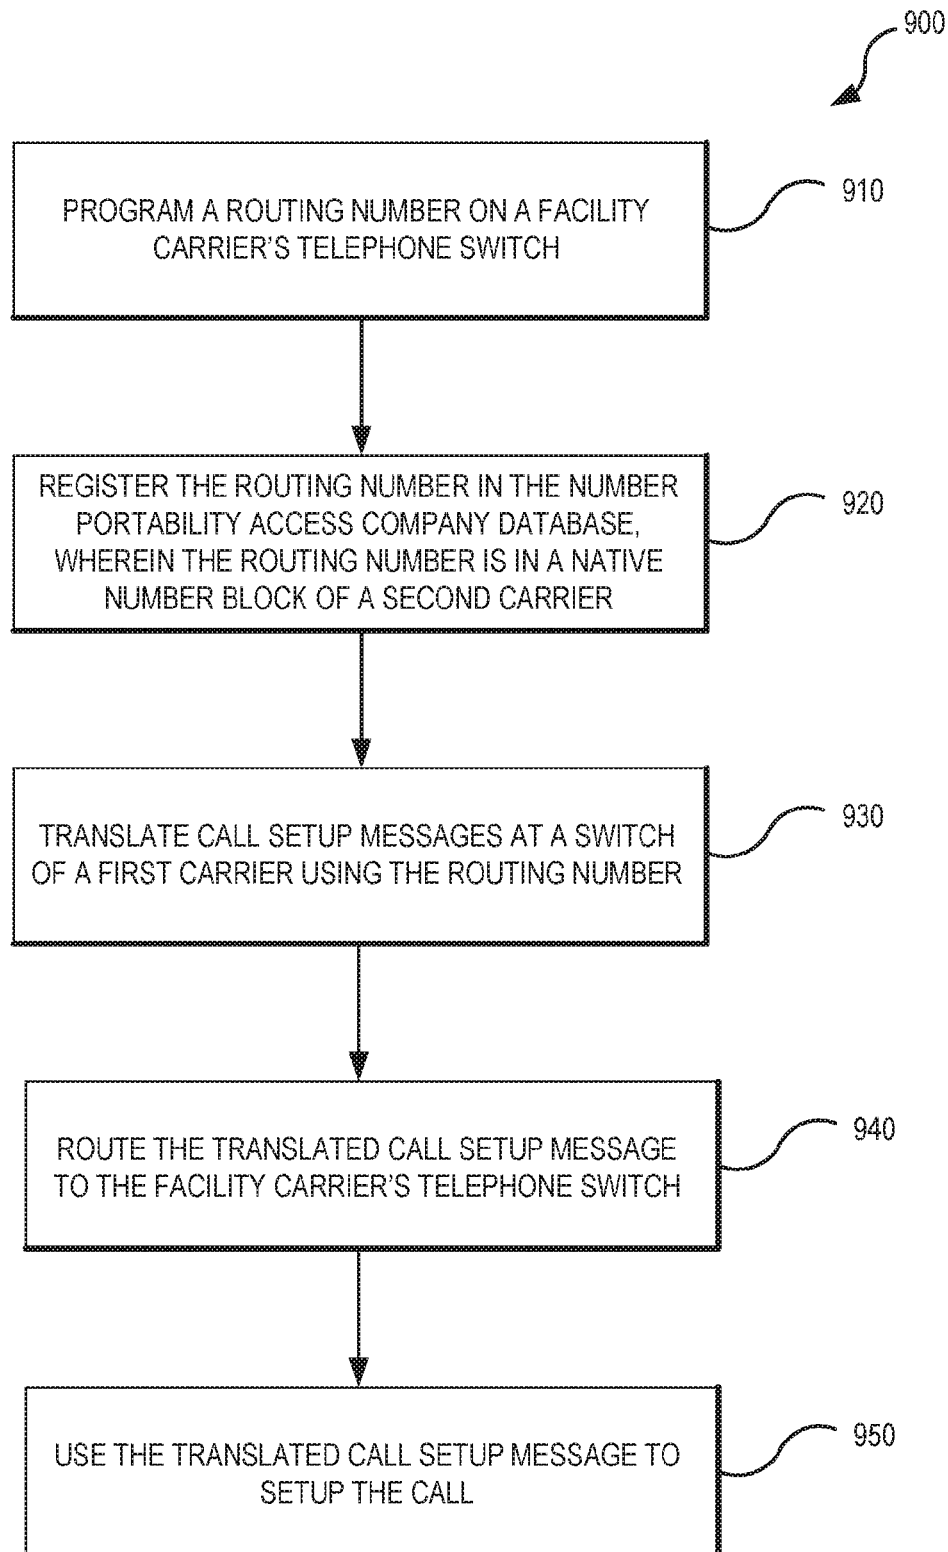 900
PROGRAM A ROUTING NUMBER ON A FACILITY
CARRIER'S TELEPHONE SWITCH
910
REGISTER THE ROUTING NUMBER IN THE NUMBER
PORTABILITY ACCESS COMPANY DATABASE,
WHEREIN THE ROUTING NUMBER IS IN A NATIVE
NUMBER BLOCK OF A SECOND CARRIER
920
TRANSLATE CALL SETUP MESSAGES AT A SWITCH
OF A FIRST CARRIER USING THE ROUTING NUMBER
930
ROUTE THE TRANSLATED CALL SETUP MESSAGE
TO THE FACILITY CARRIER'S TELEPHONE SWITCH
940
USE THE TRANSLATED CALL SETUP MESSAGE TO
SETUP THE CALL
950